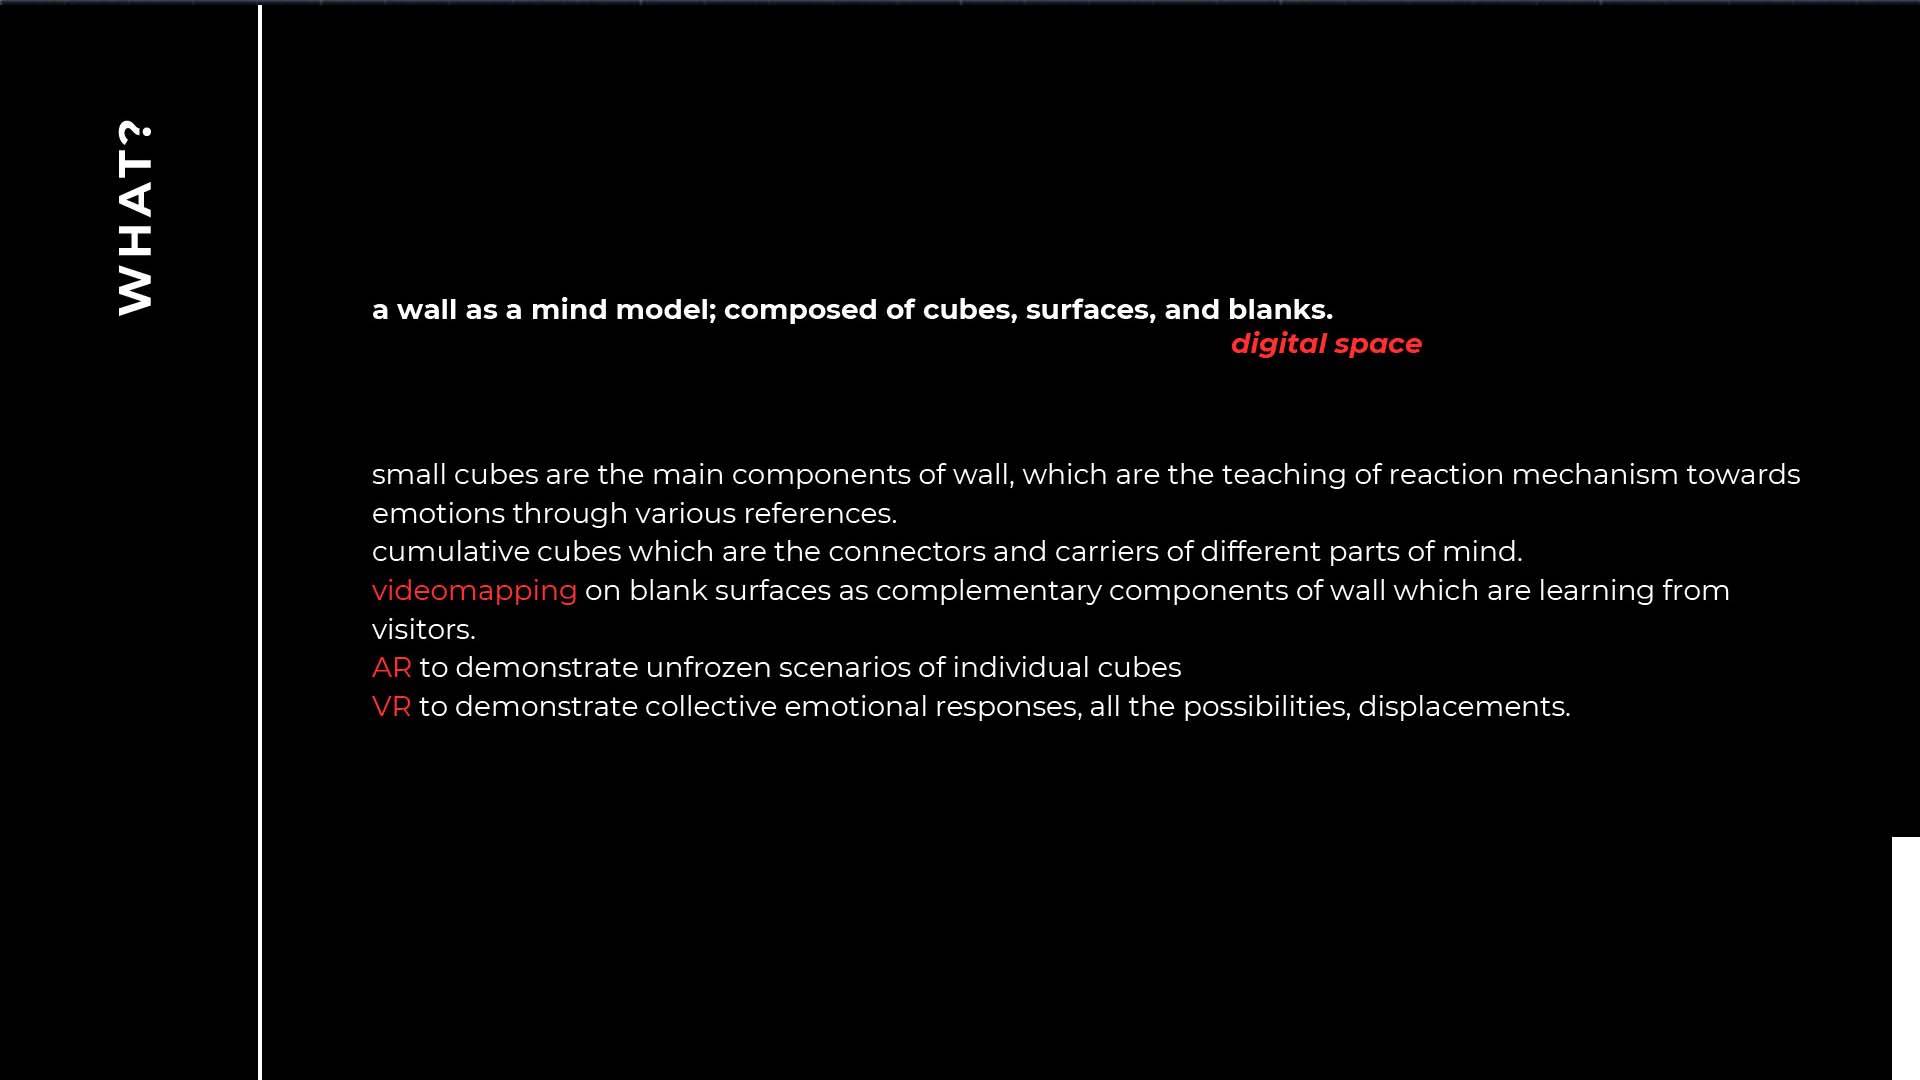 WHAT?
a wall as a mind model; composed of cubes, surfaces, and blanks.
digital space
small cubes are the main components of wall, which are the teaching of reaction mechanism towards
emotions through various references.
cumulative cubes which are the connectors and carriers of different parts of mind.
videomapping on blank surfaces as complementary components of wall which are learning from
visitors.
AR to demonstrate unfrozen scenarios of individual cubes
VR to demonstrate collective emotional responses, all the possibilities, displacements.